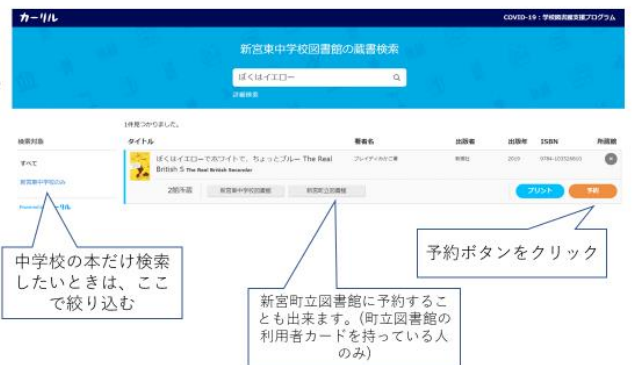 カーリル
COVID-19：学校図書館支援プログラム
新宮東中学校図書館の蔵書検索
ぼくはイエロー
詳細検索
1件見つかりました。
検索対象
タイトル
著者名
出版者
出版年
ISBN
所蔵館
すべて
新宮東中学校のみ
ぼくはイエローでホワイトで、ちょっとブルー The Real
British S The Real British Secondar
ブレイディみかこ著
新潮社
2019
2館所蔵
新宮東中学校図書館
新宮町立図書館
プリント
予約
Powered by カーリル
中学校の本だけ検索
したいときは、ここ
で絞り込む
新宮町立図書館に予約するこ
とも出来ます。(町立図書館の
利用者カードを持っている人
のみ)
予約ボタンをクリック